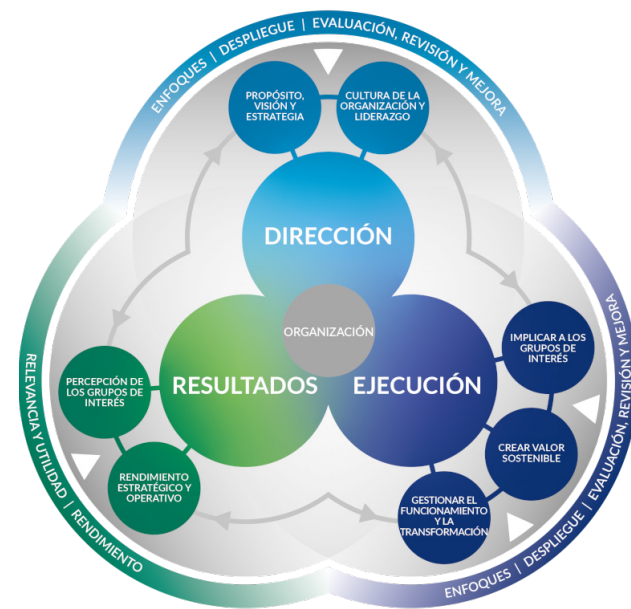 ENFOQUES | DESPLIEGUE | EVALUACIÓN, REVISIÓN Y MEJORA
PROPÓSITO,
VISIÓN Y
ESTRATEGIA
CULTURA DE LA
ORGANIZACIÓN Y
LIDERAZGO
DIRECCIÓN
ORGANIZACIÓN
RESULTADOS
EJECUCIÓN
PERCEPCIÓN DE
LOS GRUPOS DE
INTERÉS
RENDIMIENTO
ESTRATÉGICO Y
OPERATIVO
IMPLICAR A LOS
GRUPOS DE
INTERÉS
CREAR VALOR
SOSTENIBLE
GESTIONAR EL
FUNCIONAMIENTO
Y LA
TRANSFORMACIÓN
RELEVANCIA Y UTILIDAD | RENDIMIENTO
ENFOQUES | DESPLIEGUE | EVALUACIÓN, REVISIÓN Y MEJORA